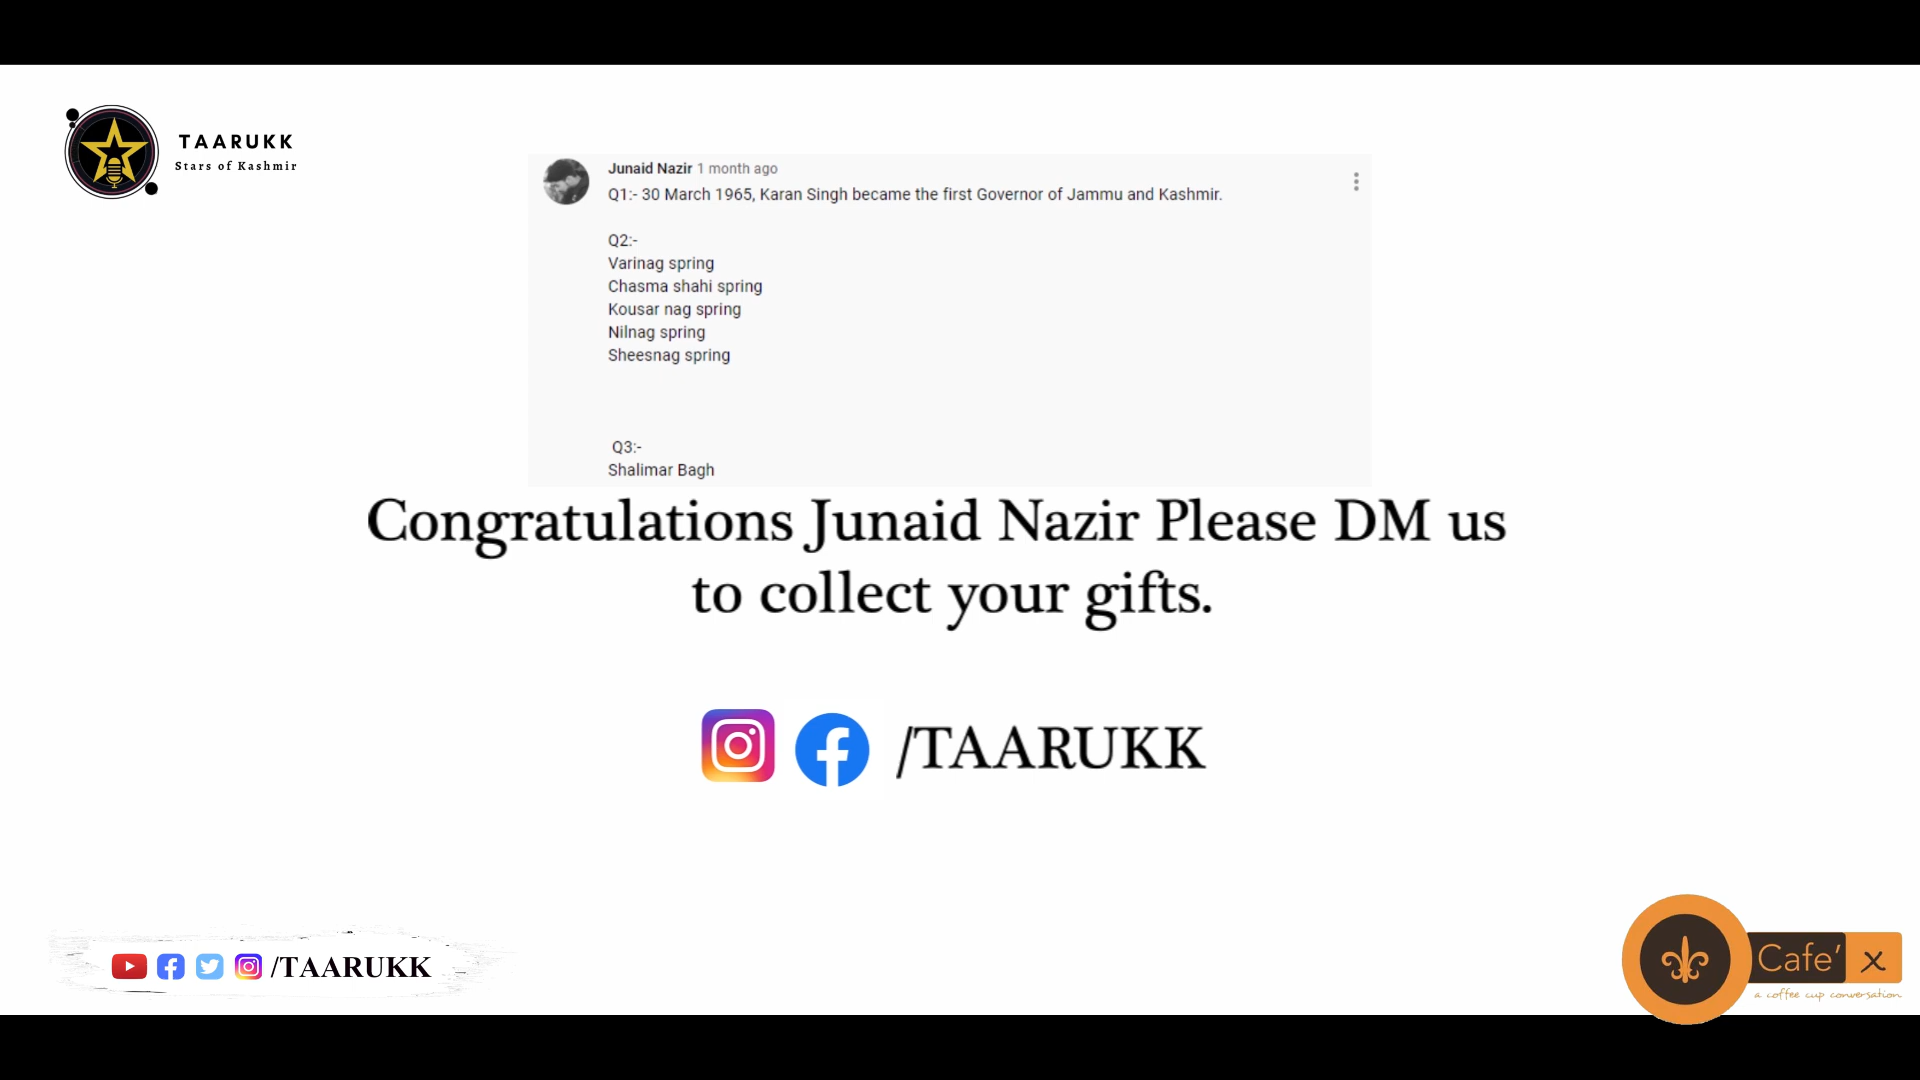 TAARUKK
Stars of Kashmir
Junaid Nazir 1 month ago
Q1:- 30 March 1965, Karan Singh became the first Governor of Jammu and Kashmir.
Q2:-
Varinag spring
Chasma shahi spring
Kousar nag spring
Nilnag spring
Sheesnag spring
Q3:-
Shalimar Bagh
Congratulations Junaid Nazir Please DM us
to collect your gifts.
/TAARUKK
/TAARUKK
Cafe' x
a coffee cup conversation